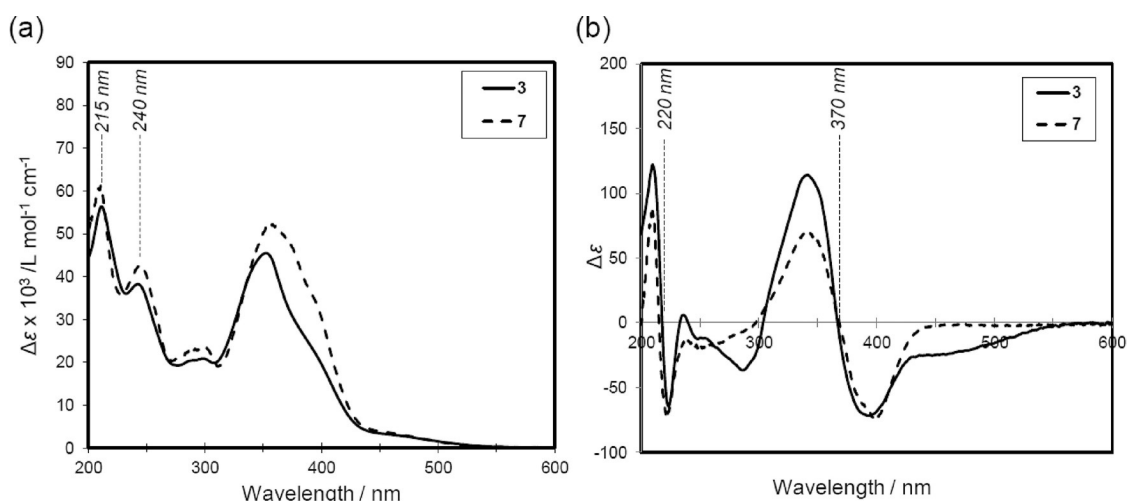 (a)
90
80
70
60
50
40
30
20
10
0
200 300 400 500 600
Δε x 10³ /L mol⁻¹ cm⁻¹
Wavelength / nm
215 nm
240 nm
3
7
(b)
200
150
100
50
0
-50
-100
200 300 400 500 600
Δε
Wavelength / nm
220 nm
370 nm
3
7